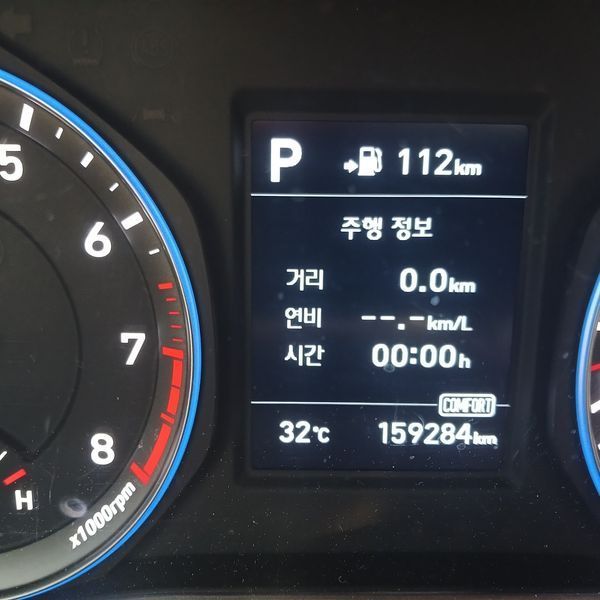 P 112km
주행 정보
거리 0.0km
연비 --.-km/L
시간 00:00h
COMFORT
32℃ 159284km
5
6
7
8
H
x1000rpm